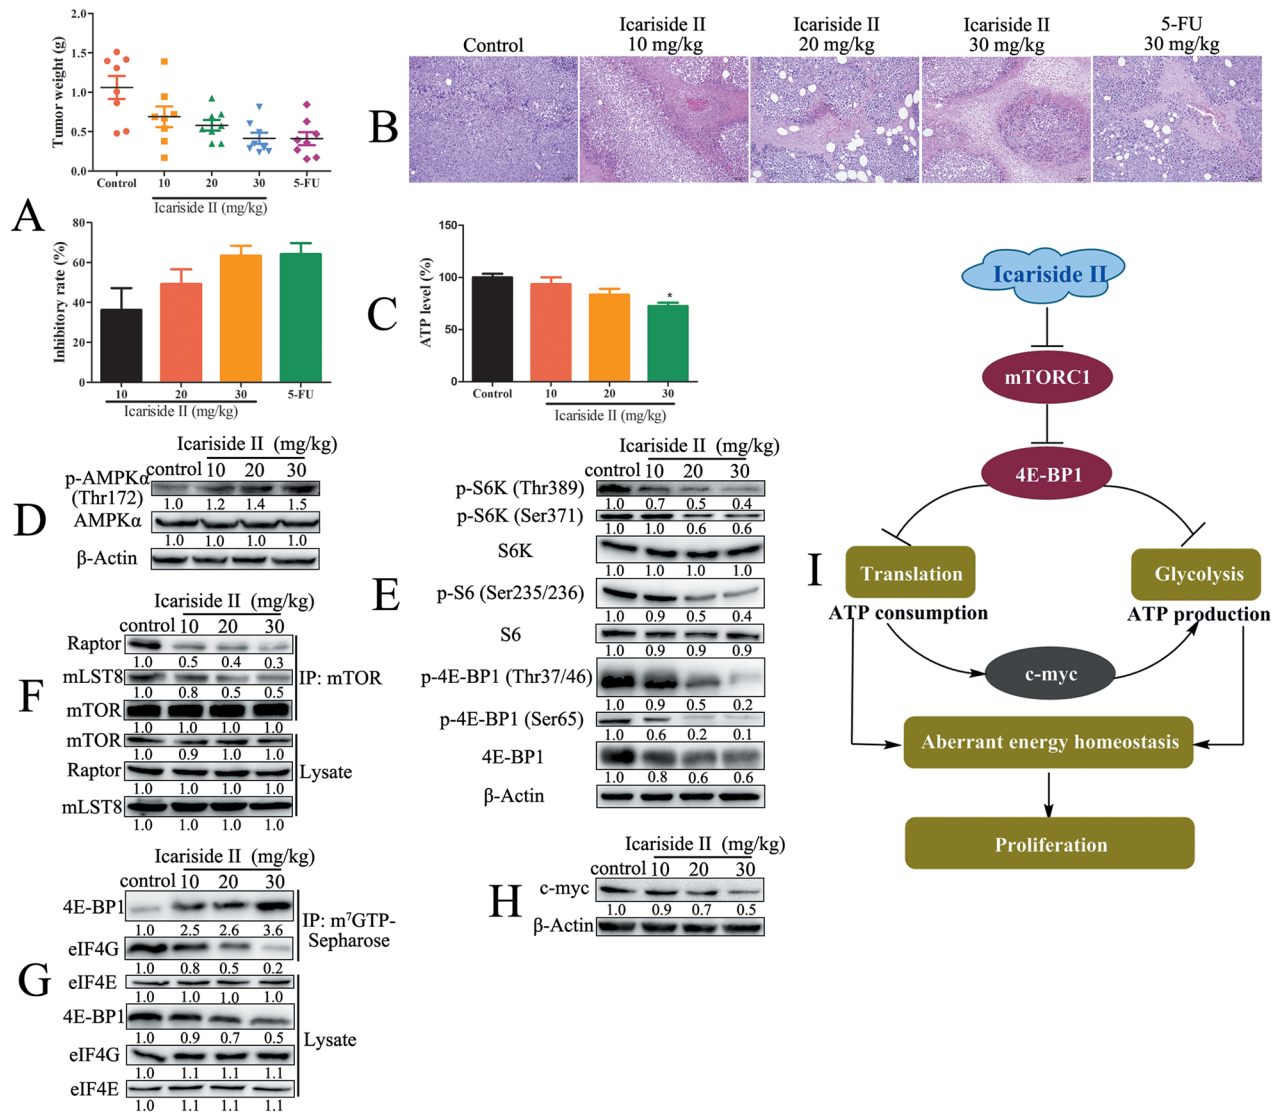 A
Tumor weight (g)
2.0
1.5
1.0
0.5
0.0
Control 10 20 30 5-FU
Icariside II (mg/kg)
Inhibitory rate (%)
80
60
40
20
0
10 20 30 5-FU
Icariside II (mg/kg)
B
Control
Icariside II
10 mg/kg
Icariside II
20 mg/kg
Icariside II
30 mg/kg
5-FU
30 mg/kg
C
ATP level (%)
150
100
50
0
*
Control 10 20 30
Icariside II (mg/kg)
D
Icariside II (mg/kg)
control 10 20 30
p-AMPKα
(Thr172)
1.0 1.2 1.4 1.5
AMPKα
1.0 1.0 1.0 1.0
β-Actin
E
Icariside II (mg/kg)
control 10 20 30
p-S6K (Thr389)
1.0 0.7 0.5 0.4
p-S6K (Ser371)
1.0 1.0 0.6 0.6
S6K
1.0 1.0 1.0 1.0
p-S6 (Ser235/236)
1.0 0.9 0.5 0.4
S6
1.0 0.9 0.9 0.9
p-4E-BP1 (Thr37/46)
1.0 0.9 0.5 0.2
p-4E-BP1 (Ser65)
1.0 0.6 0.2 0.1
4E-BP1
1.0 0.8 0.6 0.6
β-Actin
F
Icariside II (mg/kg)
control 10 20 30
Raptor
1.0 0.5 0.4 0.3
mLST8
IP: mTOR
1.0 0.8 0.5 0.5
mTOR
1.0 1.0 1.0 1.0
mTOR
1.0 0.9 1.0 1.0
Raptor
Lysate
1.0 1.0 1.0 1.0
mLST8
1.0 1.0 1.0 1.0
G
Icariside II (mg/kg)
control 10 20 30
4E-BP1
1.0 2.5 2.6 3.6
IP: m⁷GTP-
Sepharose
eIF4G
1.0 0.8 0.5 0.2
eIF4E
1.0 1.0 1.0 1.0
4E-BP1
1.0 0.9 0.7 0.5
Lysate
eIF4G
1.0 1.1 1.1 1.1
eIF4E
1.0 1.1 1.1 1.1
H
Icariside II (mg/kg)
control 10 20 30
c-myc
1.0 0.9 0.7 0.5
β-Actin
I
Icariside II
mTORC1
4E-BP1
Translation
Glycolysis
ATP consumption
ATP production
c-myc
Aberrant energy homeostasis
Proliferation